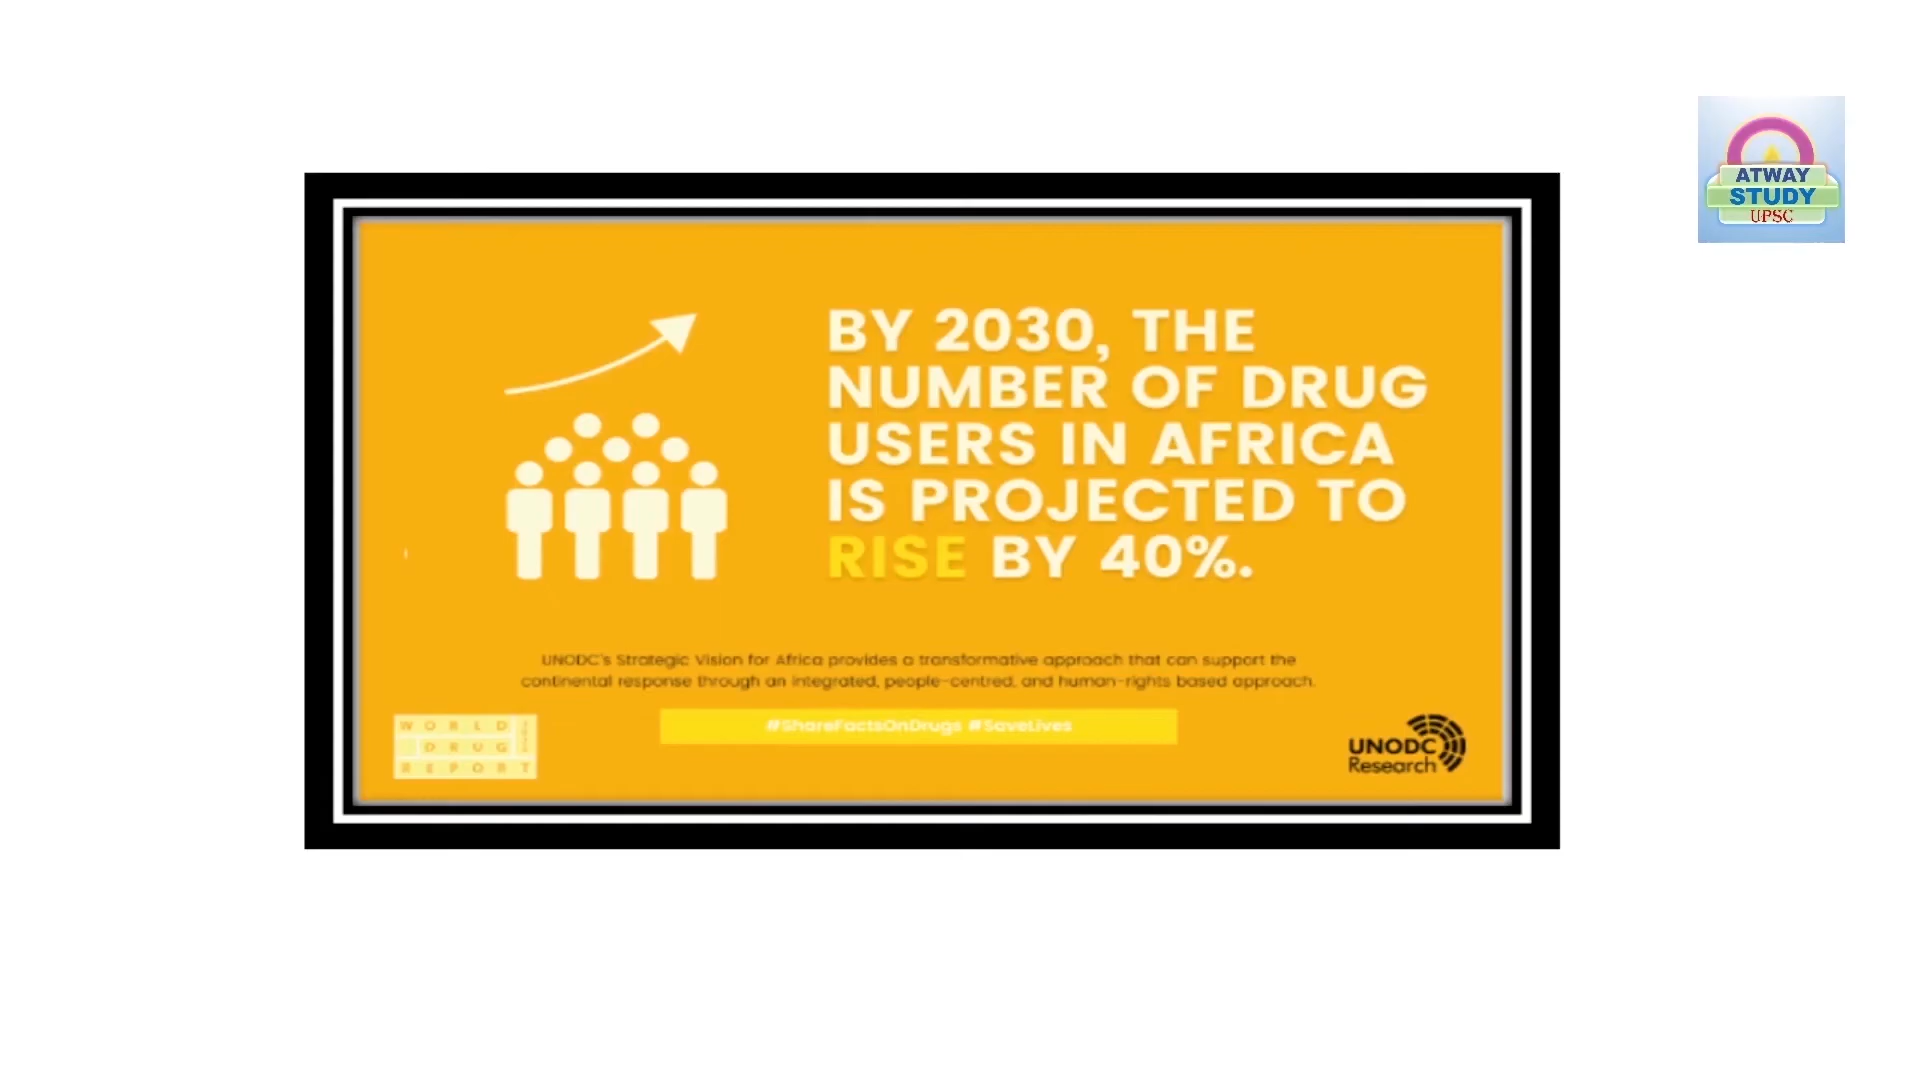 ATWAY
STUDY
UPSC
BY 2030, THE
NUMBER OF DRUG
USERS IN AFRICA
IS PROJECTED TO
RISE BY 40%.
UNODC's Strategic Vision for Africa provides a transformative approach that can support the
continental response through an integrated, people-centred, and human-rights based approach.
#ShareFactsOnDrugs #SaveLives
WORLD
DRUG
REPORT
UNODC
Research